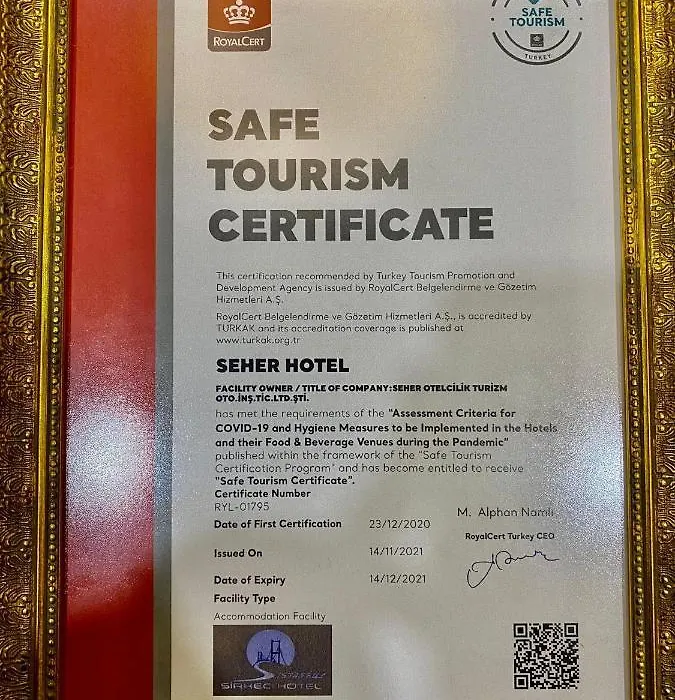 ROYALCERT
SAFE
TOURISM
TURKEY
SAFE
TOURISM
CERTIFICATE
This certification recommended by Turkey Tourism Promotion and
Development Agency is issued by RoyalCert Belgelendirme ve Gözetim
Hizmetleri A.Ş.
RoyalCert Belgelendirme ve Gözetim Hizmetleri A.Ş., is accredited by
TURKAK and its accreditation coverage is published at
www.turkak.org.tr
SEHER HOTEL
FACILITY OWNER / TITLE OF COMPANY:SEHER OTELCİLİK TURİZM
OTO.İNŞ.TİC.LTD.ŞTİ.
has met the requirements of the "Assessment Criteria for
COVID-19 and Hygiene Measures to be Implemented in the Hotels
and their Food & Beverage Venues during the Pandemic"
published within the framework of the "Safe Tourism
Certification Program" and has become entitled to receive
"Safe Tourism Certificate".
Certificate Number
RYL-01795
M. Alphan Namlı
Date of First Certification 23/12/2020
RoyalCert Turkey CEO
Issued On 14/11/2021
Date of Expiry 14/12/2021
Facility Type
Accommodation Facility
istanbul
SİRKECİ HOTEL